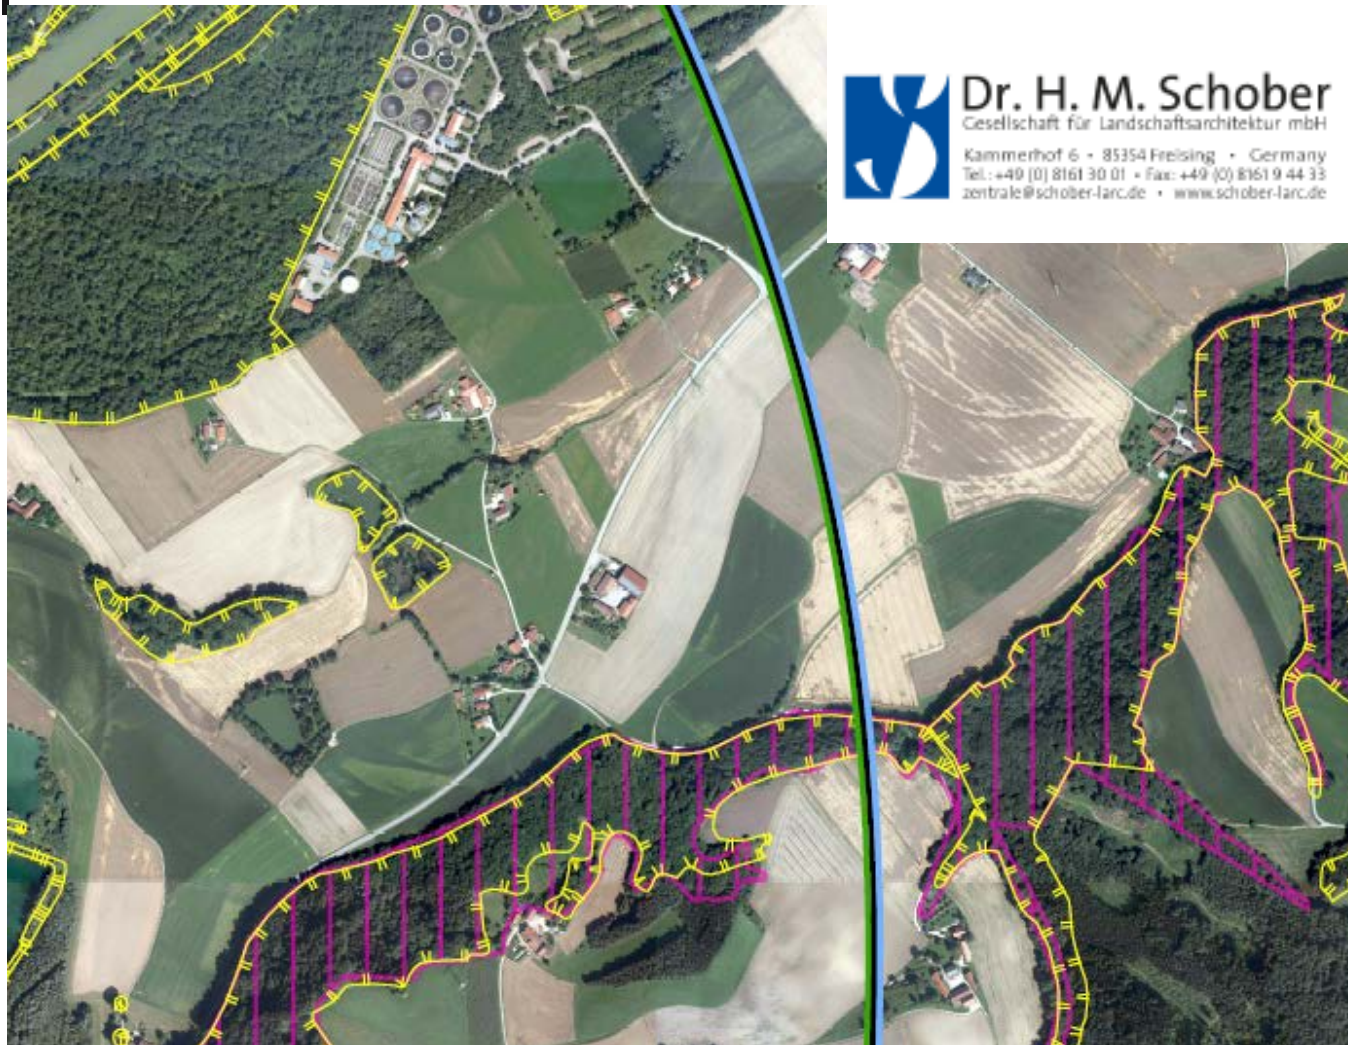 Dr. H. M. Schober
Gesellschaft für Landschaftsarchitektur mbH
Kammerhof 6 • 85354 Freising • Germany
Tel.: +49 (0) 8161 30 01 • Fax: +49 (0) 8161 9 44 33
zentrale@schober-larc.de • www.schober-larc.de